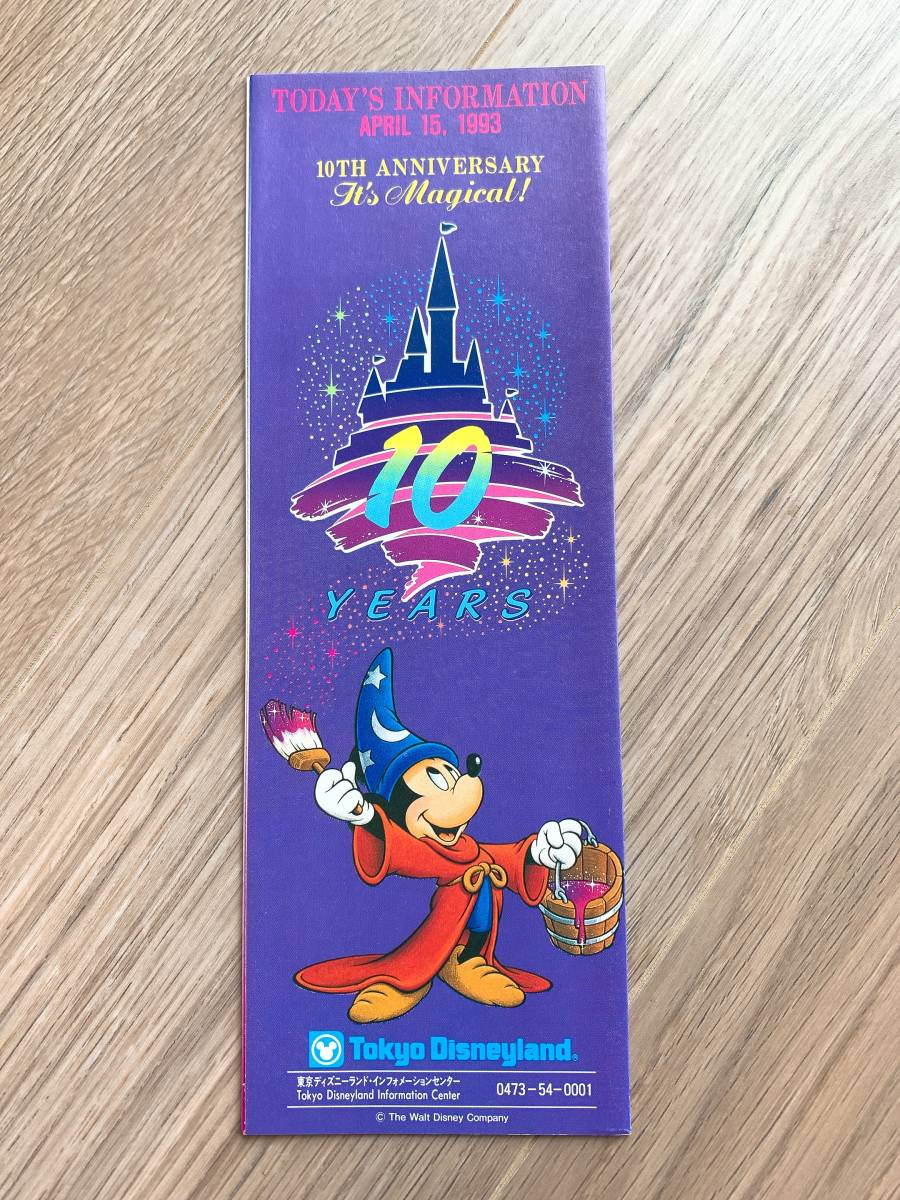 TODAY'S INFORMATION
APRIL 15, 1993
10TH ANNIVERSARY
It's Magical!
10
YEARS
Tokyo Disneyland®
東京ディズニーランド・インフォメーションセンター
Tokyo Disneyland Information Center 0473-54-0001
© The Walt Disney Company